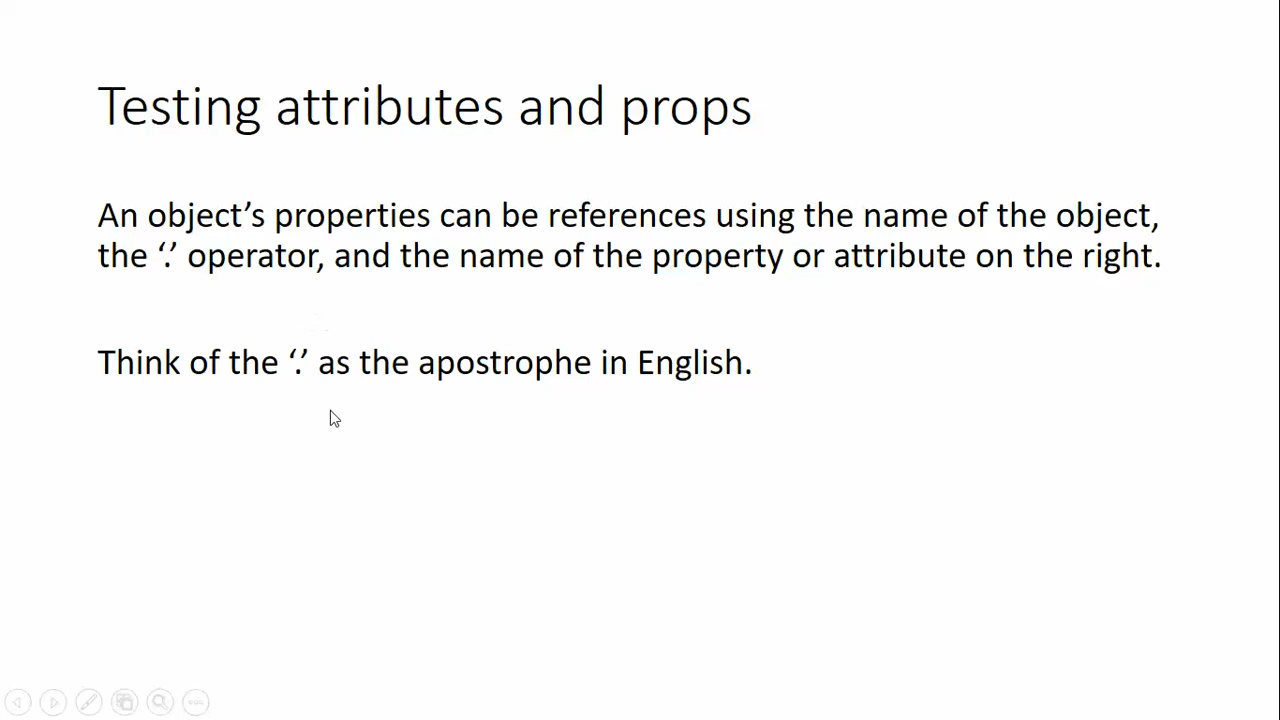 Testing attributes and props
An object’s properties can be references using the name of the object,
the ‘.’ operator, and the name of the property or attribute on the right.
Think of the ‘.’ as the apostrophe in English.